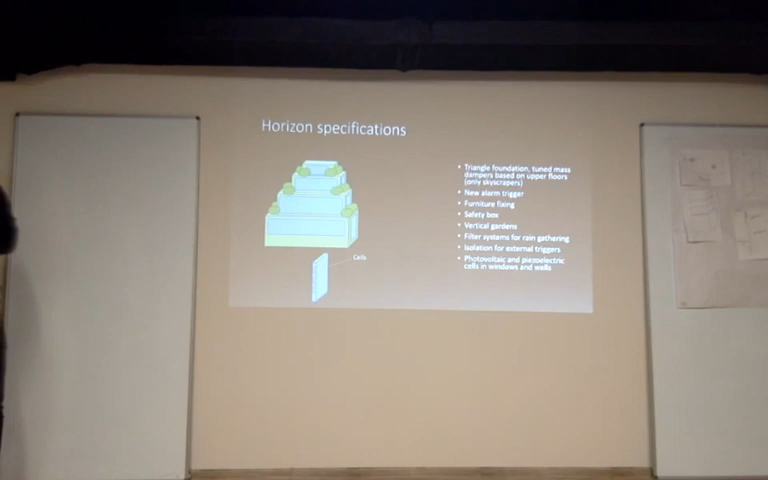 Horizon specifications
• Triangle foundation, tuned mass
dampers based on upper floors
(only skyscrapers)
• New alarm trigger
• Furniture fixing
• Safety box
• Vertical gardens
• Filter systems for rain gathering
• Isolation for external triggers
• Photovoltaic and piezoelectric
cells in windows and wells
Cells